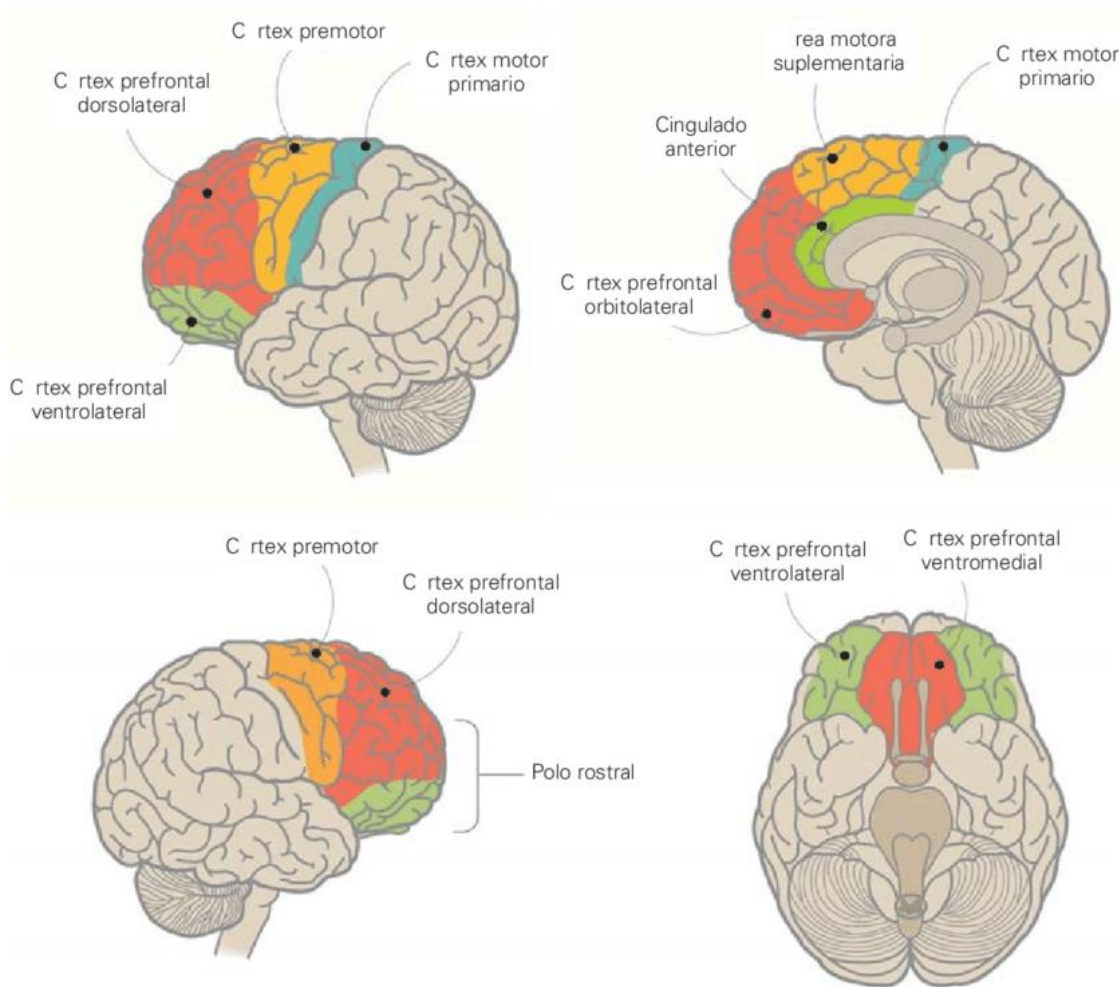 C rtex premotor
C rtex prefrontal
dorsolateral
C rtex motor
primario
C rtex prefrontal
ventrolateral
rea motora
suplementaria
C rtex motor
primario
Cingulado
anterior
C rtex prefrontal
orbitolateral
C rtex premotor
C rtex prefrontal
dorsolateral
Polo rostral
C rtex prefrontal
ventrolateral
C rtex prefrontal
ventromedial